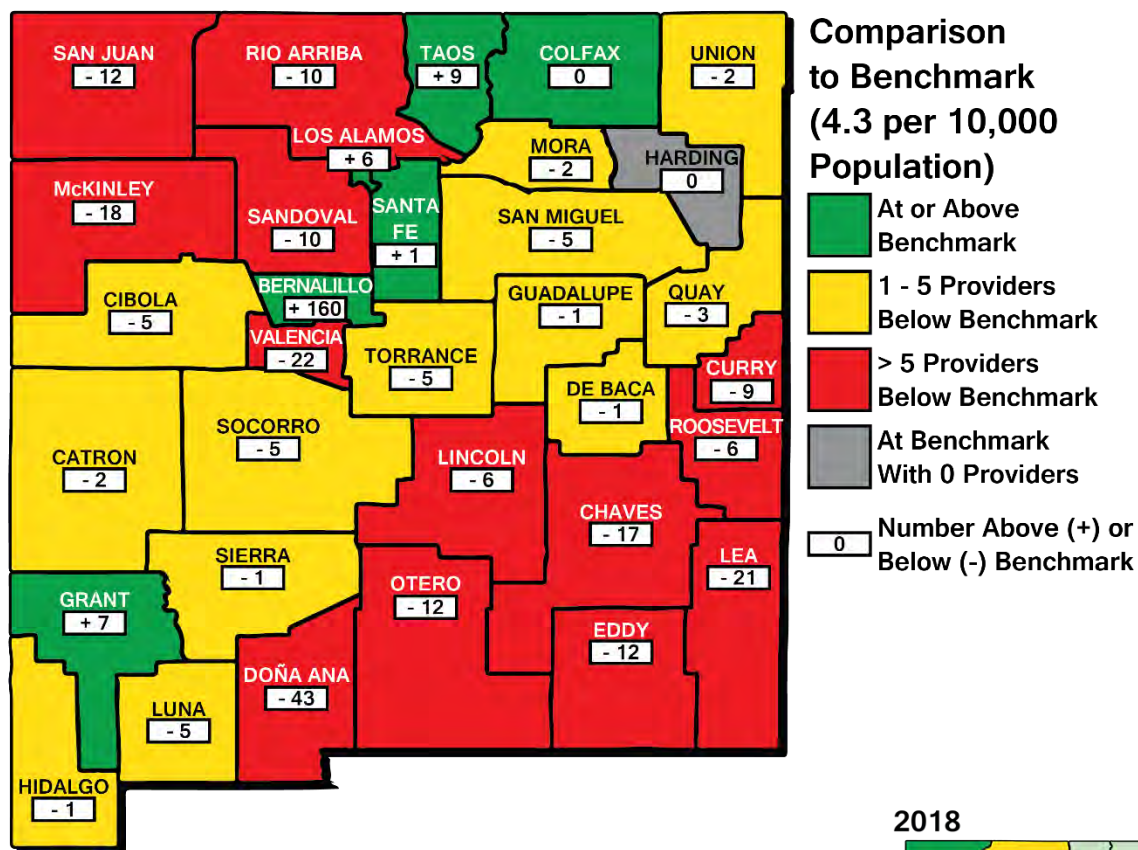 SAN JUAN
- 12
RIO ARRIBA
- 10
TAOS
+ 9
COLFAX
0
UNION
- 2
LOS ALAMOS
+ 6
MORA
- 2
HARDING
0
McKINLEY
- 18
SANDOVAL
- 10
SANTA
FE
+ 1
SAN MIGUEL
- 5
CIBOLA
- 5
BERNALILLO
+ 160
GUADALUPE
- 1
QUAY
- 3
VALENCIA
- 22
TORRANCE
- 5
DE BACA
- 1
CURRY
- 9
ROOSEVELT
- 6
CATRON
- 2
SOCORRO
- 5
LINCOLN
- 6
CHAVES
- 17
LEA
- 21
SIERRA
- 1
OTERO
- 12
EDDY
- 12
GRANT
+ 7
DOÑA ANA
- 43
LUNA
- 5
HIDALGO
- 1
Comparison
to Benchmark
(4.3 per 10,000
Population)
At or Above
Benchmark
1 - 5 Providers
Below Benchmark
> 5 Providers
Below Benchmark
At Benchmark
With 0 Providers
0
Number Above (+) or
Below (-) Benchmark
2018